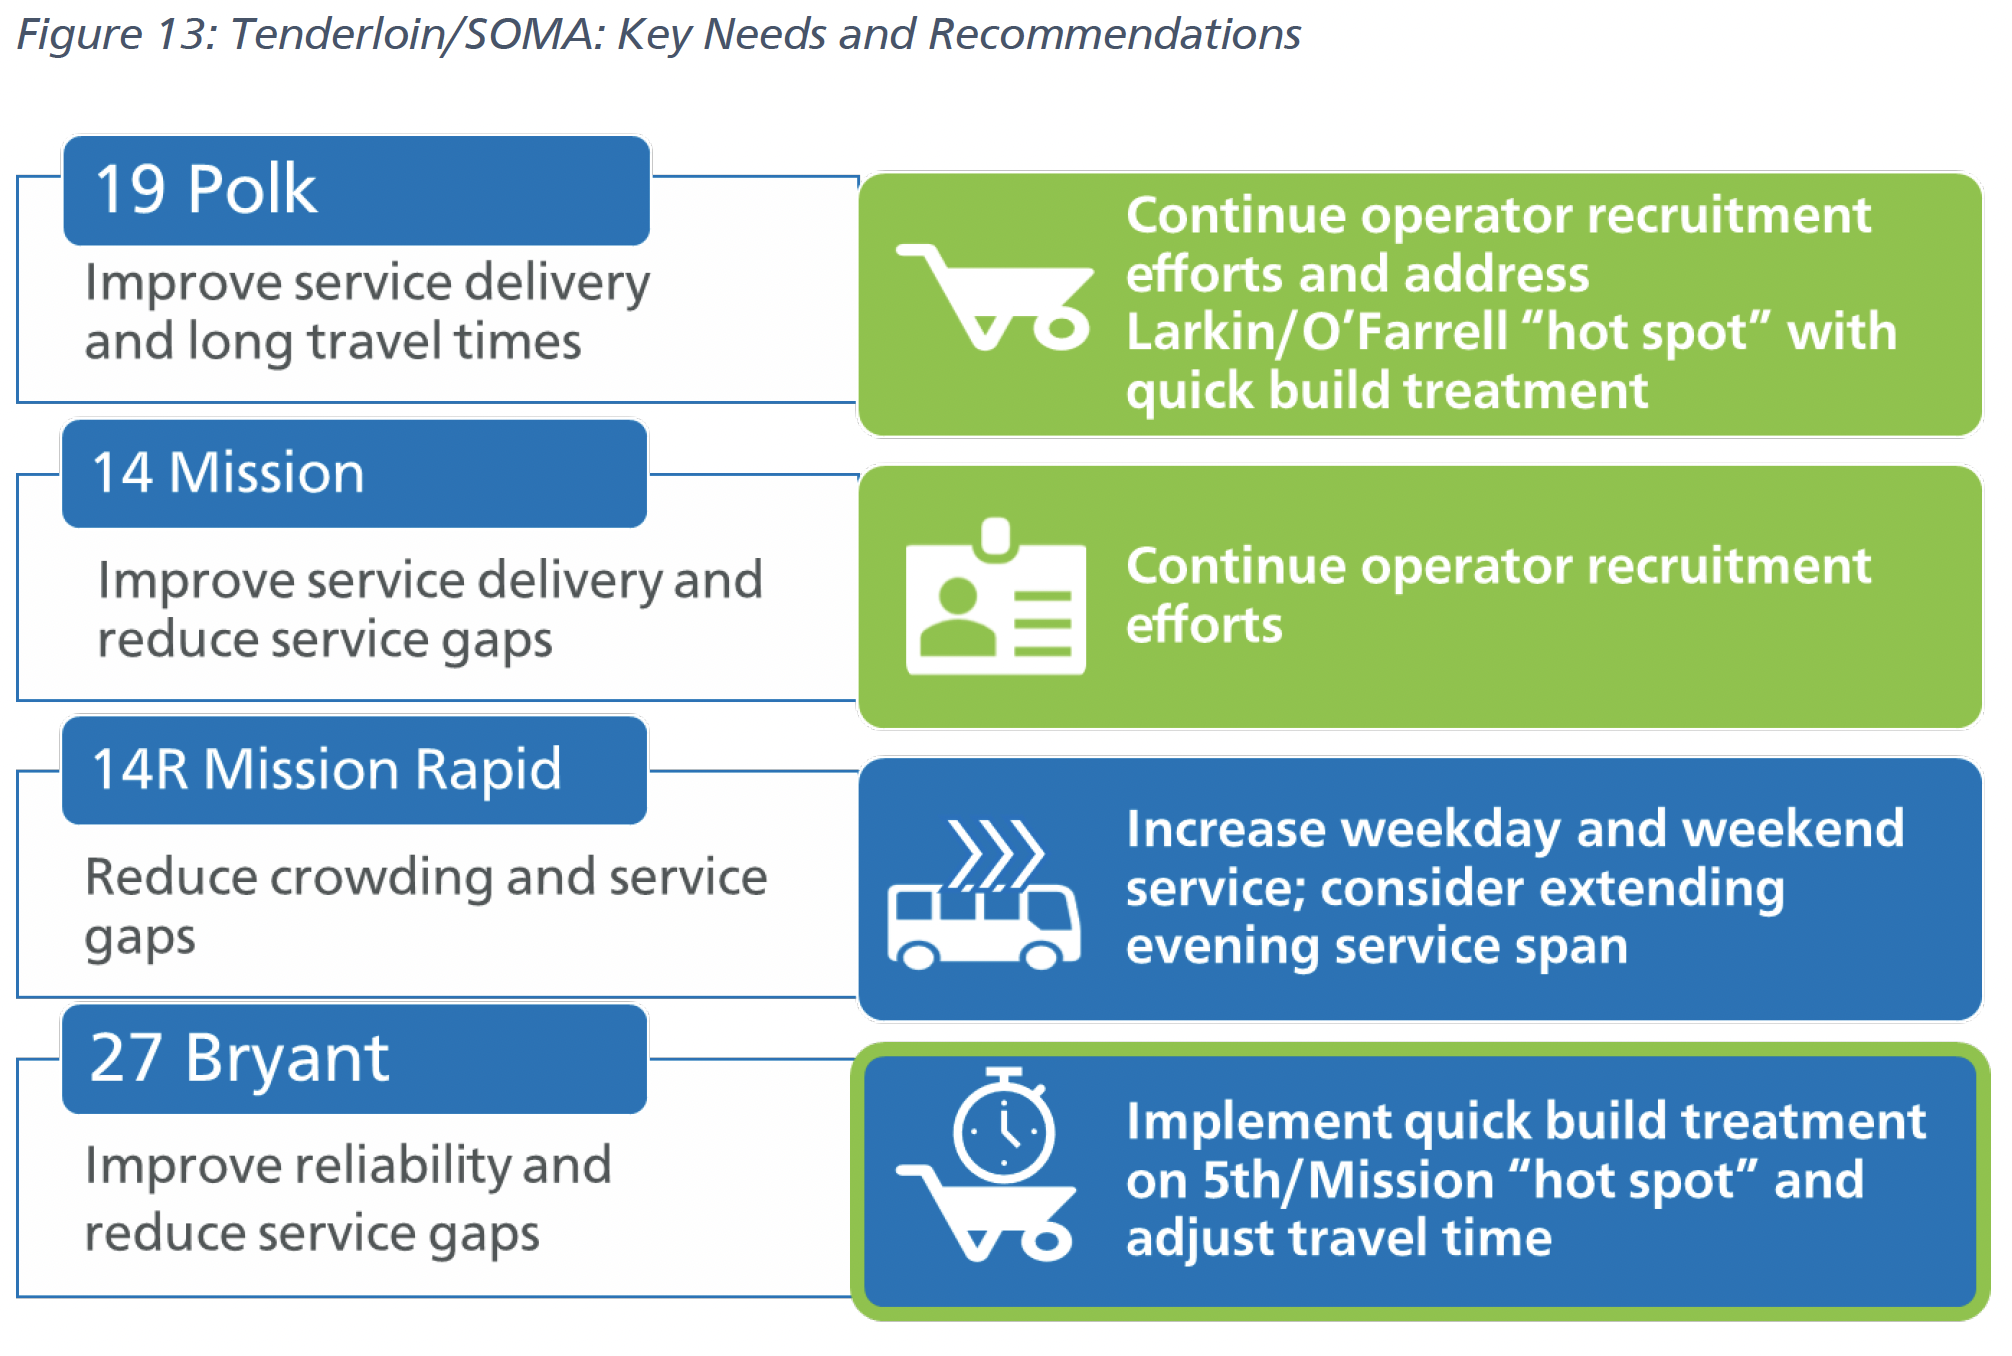 Figure 13: Tenderloin/SOMA: Key Needs and Recommendations
19 Polk
Improve service delivery
and long travel times
Continue operator recruitment
efforts and address
Larkin/O’Farrell “hot spot” with
quick build treatment
14 Mission
Improve service delivery and
reduce service gaps
Continue operator recruitment
efforts
14R Mission Rapid
Reduce crowding and service
gaps
Increase weekday and weekend
service; consider extending
evening service span
27 Bryant
Improve reliability and
reduce service gaps
Implement quick build treatment
on 5th/Mission “hot spot” and
adjust travel time